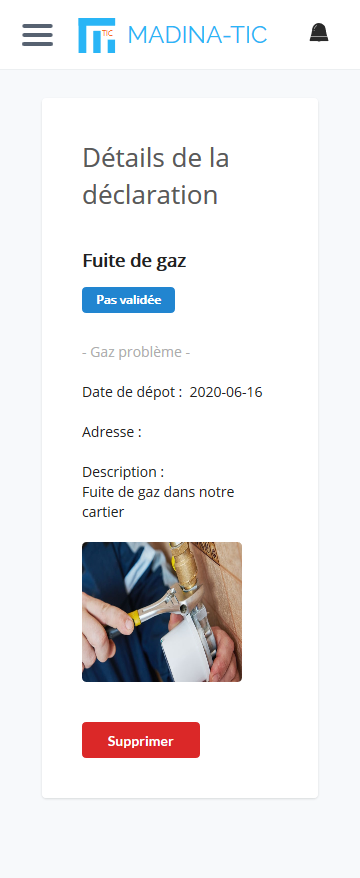 TIC
MADINA-TIC
Détails de la
déclaration
Fuite de gaz
Pas validée
- Gaz problème -
Date de dépot : 2020-06-16
Adresse :
Description :
Fuite de gaz dans notre
cartier
Supprimer